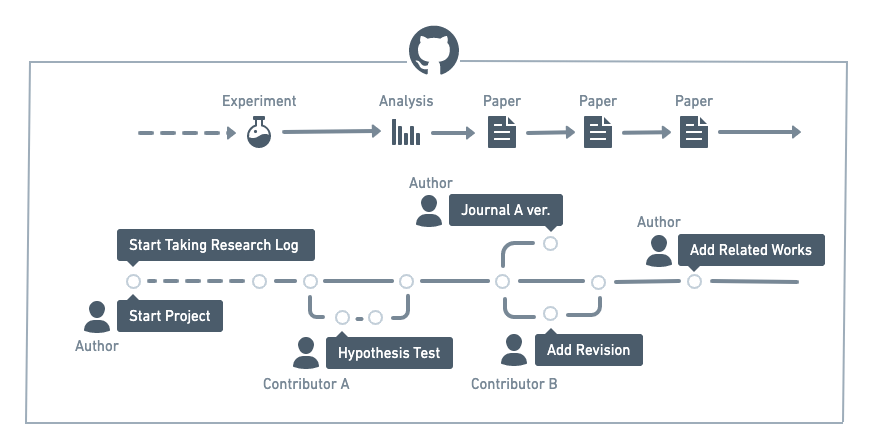 Experiment
Analysis
Paper
Paper
Paper
Author
Journal A ver.
Author
Start Taking Research Log
Add Related Works
Start Project
Author
Hypothesis Test
Add Revision
Contributor A
Contributor B